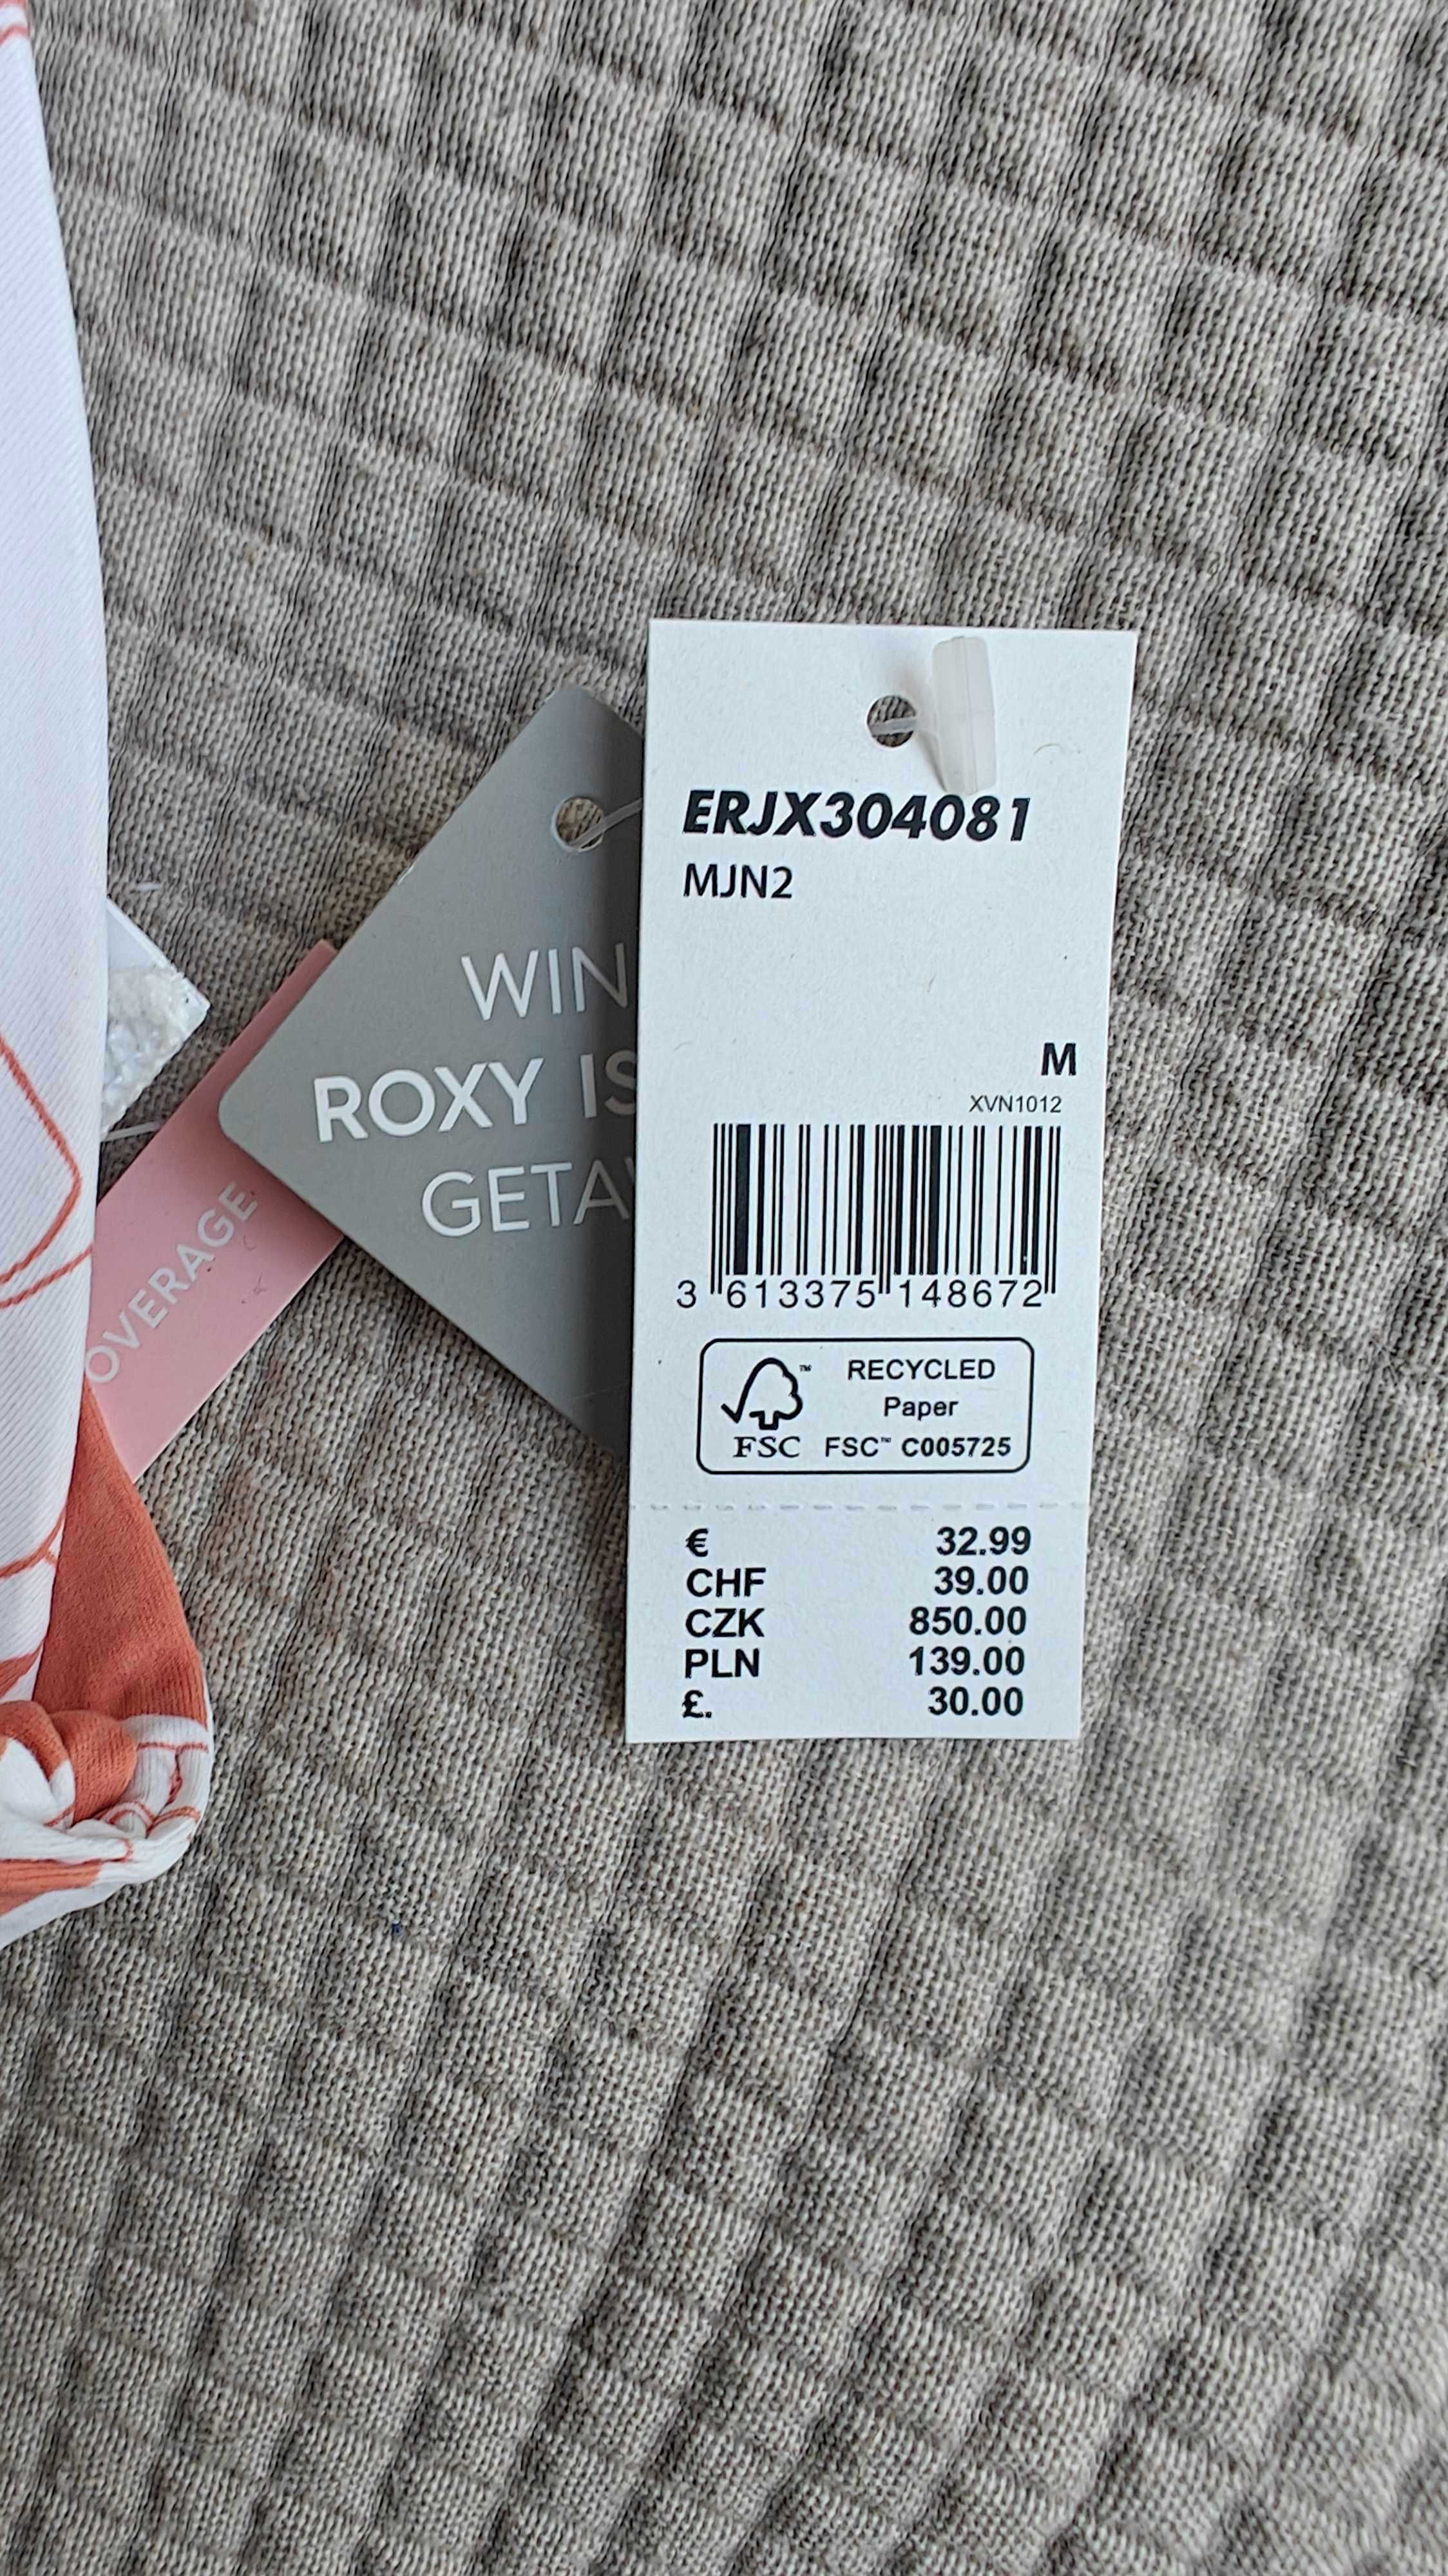 ERJX304081
MJN2
M
XVN1012
3 613375 148672
RECYCLED
Paper
FSC FSC™ C005725
€ 32.99
CHF 39.00
CZK 850.00
PLN 139.00
£. 30.00
WIN
ROXY IS
GETA
OVERAGE